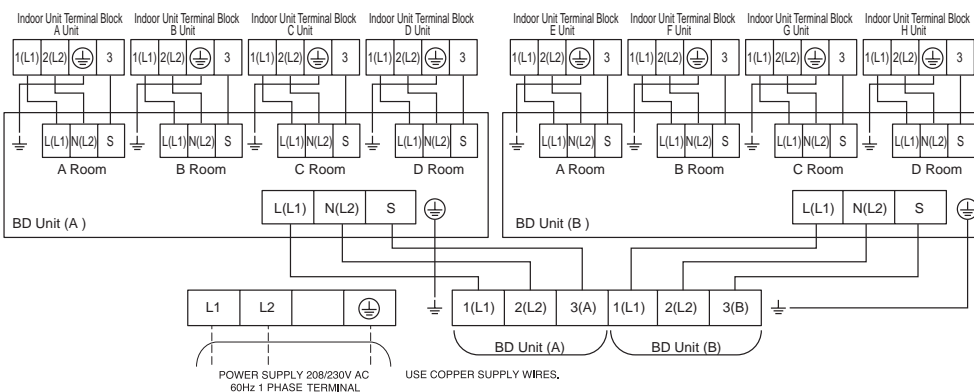 Indoor Unit Terminal Block
A Unit
Indoor Unit Terminal Block
B Unit
Indoor Unit Terminal Block
C Unit
Indoor Unit Terminal Block
D Unit
Indoor Unit Terminal Block
E Unit
Indoor Unit Terminal Block
F Unit
Indoor Unit Terminal Block
G Unit
Indoor Unit Terminal Block
H Unit
1(L1) 2(L2) 3
1(L1) 2(L2) 3
1(L1) 2(L2) 3
1(L1) 2(L2) 3
1(L1) 2(L2) 3
1(L1) 2(L2) 3
1(L1) 2(L2) 3
1(L1) 2(L2) 3
L(L1) N(L2) S
L(L1) N(L2) S
L(L1) N(L2) S
L(L1) N(L2) S
L(L1) N(L2) S
L(L1) N(L2) S
L(L1) N(L2) S
L(L1) N(L2) S
A Room
B Room
C Room
D Room
A Room
B Room
C Room
D Room
L(L1) N(L2) S
L(L1) N(L2) S
BD Unit (A )
BD Unit (B )
L1 L2
1(L1) 2(L2) 3(A) 1(L1) 2(L2) 3(B)
BD Unit (A)
BD Unit (B)
POWER SUPPLY 208/230V AC
60Hz 1 PHASE TERMINAL
USE COPPER SUPPLY WIRES.